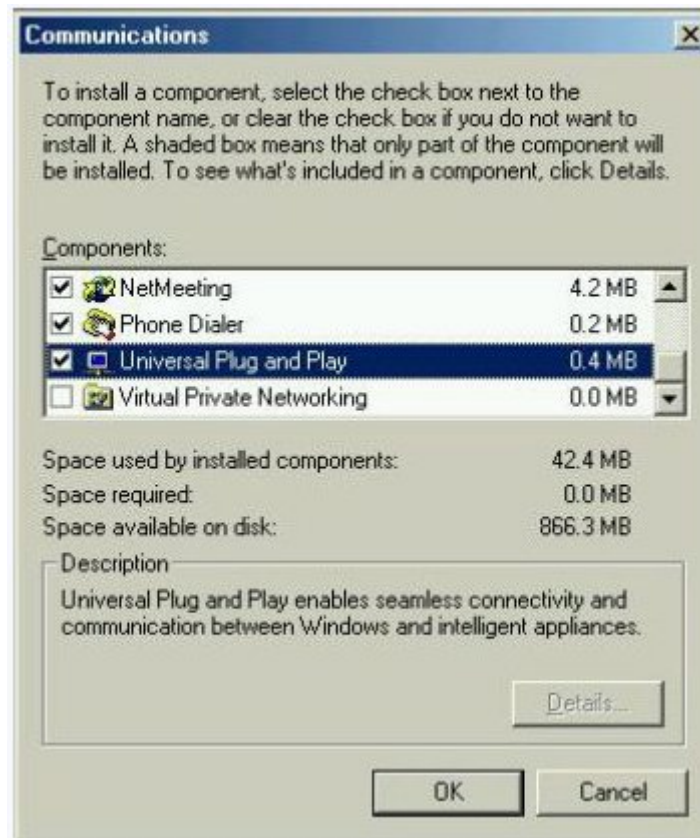 Communications
To install a component, select the check box next to the
component name, or clear the check box if you do not want to
install it. A shaded box means that only part of the component will
be installed. To see what's included in a component, click Details.
Components:
NetMeeting 4.2 MB
Phone Dialer 0.2 MB
Universal Plug and Play 0.4 MB
Virtual Private Networking 0.0 MB
Space used by installed components: 42.4 MB
Space required: 0.0 MB
Space available on disk: 866.3 MB
Description
Universal Plug and Play enables seamless connectivity and
communication between Windows and intelligent appliances.
Details...
OK Cancel